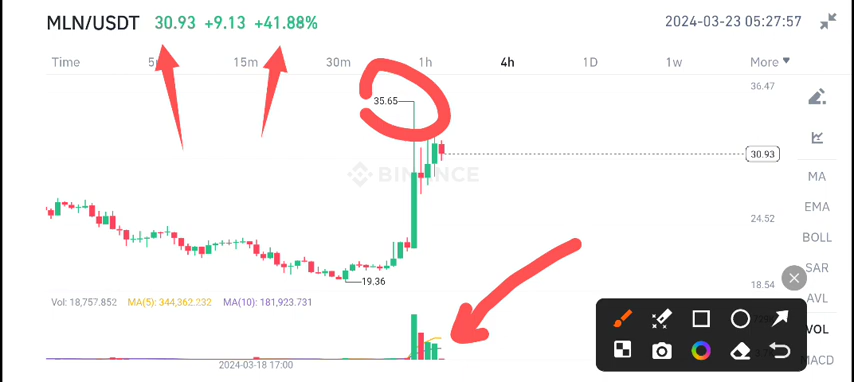 MLN/USDT 30.93 +9.13 +41.88% 2024-03-23 05:27:57
Time 15m 30m 1h 4h 1D 1w More
36.47
35.65
30.93
BINANCE
MA
EMA
24.52
BOLL
SAR
19.36
18.54
AVL
Vol: 18,757.852 MA(5): 344,362.232 MA(10): 181,923.731
VOL
MACD
2024-03-18 17:00